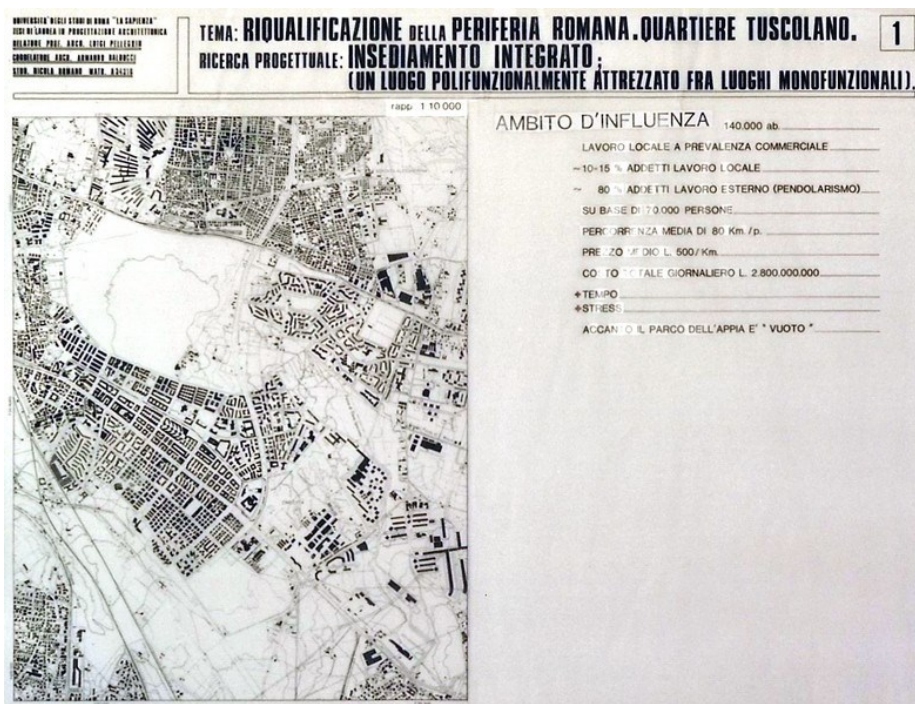 UNIVERSITA' DEGLI STUDI DI ROMA "LA SAPIENZA"
TESI DI LAUREA IN PROGETTAZIONE ARCHITETTONICA
RELATORE PROF. ARCH. LUIGI PELLEGRIN
CORRELATORE ARCH. ARMANDO BALDUCCI
STUD. NICOLA ROMANO MATR.
TEMA: RIQUALIFICAZIONE DELLA PERIFERIA ROMANA. QUARTIERE TUSCOLANO.
RICERCA PROGETTUALE: INSEDIAMENTO INTEGRATO;
(UN LUOGO POLIFUNZIONALMENTE ATTREZZATO FRA LUOGHI MONOFUNZIONALI).
1
rapp. 1:10 000
AMBITO D'INFLUENZA 140.000 ab.
LAVORO LOCALE A PREVALENZA COMMERCIALE
~10-15 % ADDETTI LAVORO LOCALE
~ 80 % ADDETTI LAVORO ESTERNO (PENDOLARISMO)
SU BASE DI 70.000 PERSONE
PERCORRENZA MEDIA DI 80 Km./p.
PREZZO MEDIO L. 500/Km.
COSTO TOTALE GIORNALIERO L. 2.800.000.000
+TEMPO
+STRESS
ACCANTO IL PARCO DELL'APPIA E' "VUOTO"